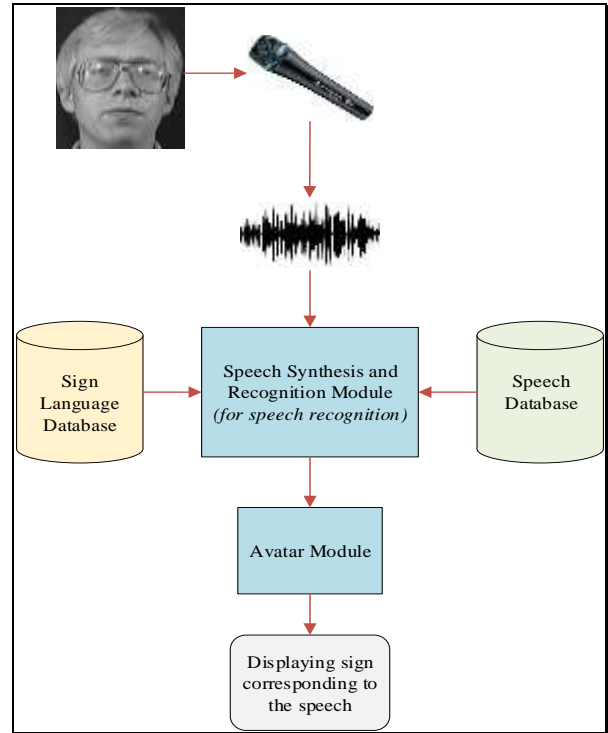 Sign
Language
Database
Speech Synthesis and
Recognition Module
(for speech recognition)
Speech
Database
Avatar Module
Displaying sign
corresponding to
the speech